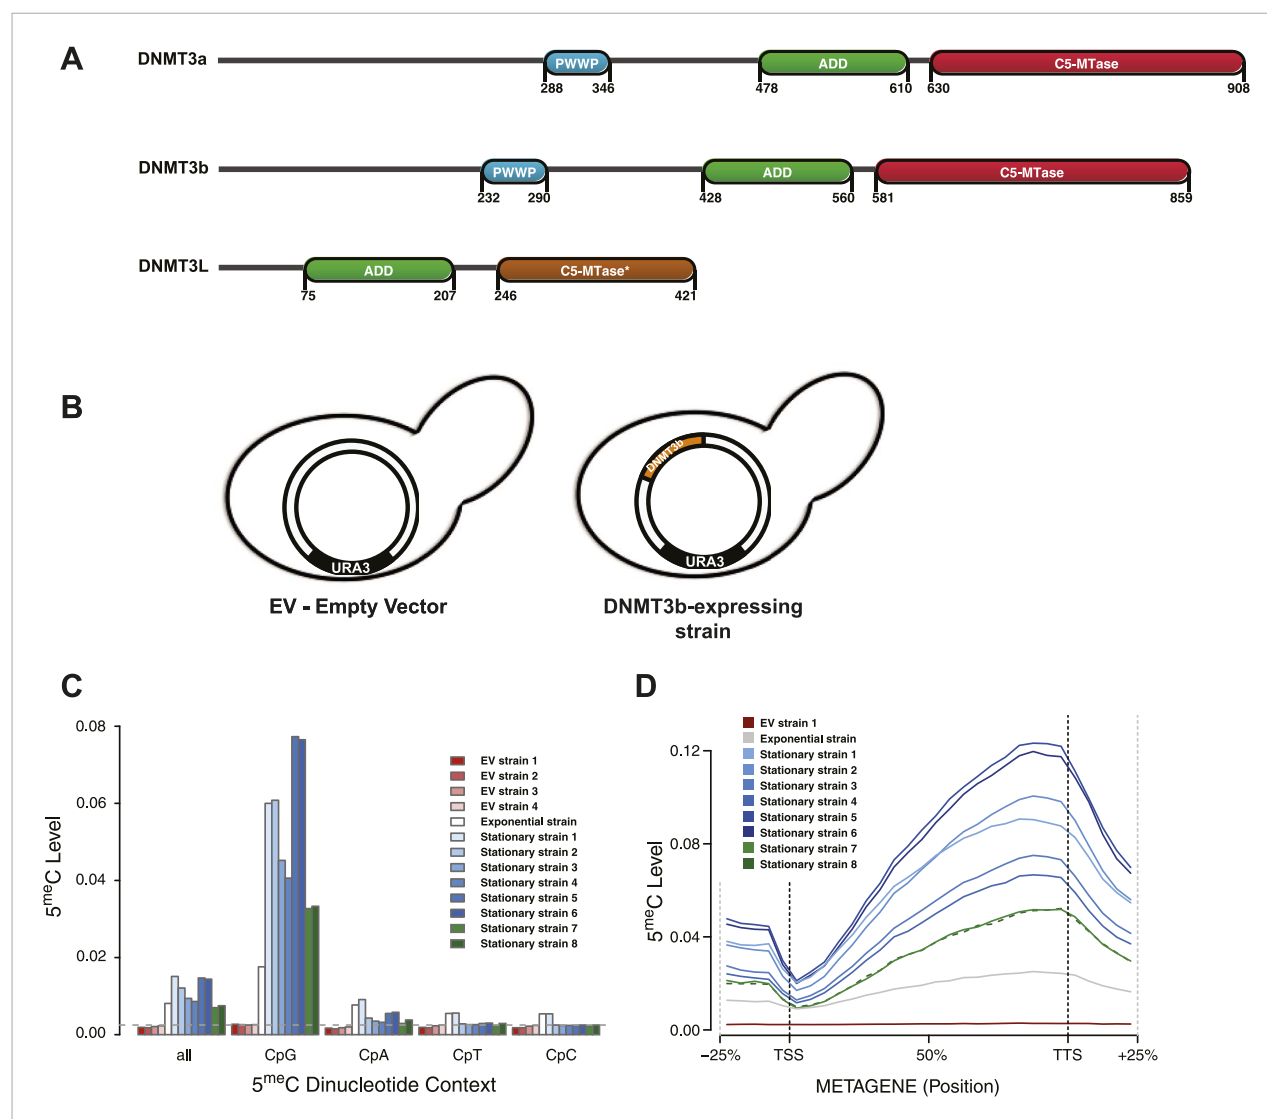 A
DNMT3a
PWWP
ADD
C5-MTase
288
346
478
610
630
908
DNMT3b
PWWP
ADD
C5-MTase
232
290
428
560
581
859
DNMT3L
ADD
C5-MTase*
75
207
246
421
B
URA3
EV - Empty Vector
DNMT3b
URA3
DNMT3b-expressing
strain
C
5meC Level
0.08
0.06
0.04
0.02
0.00
EV strain 1
EV strain 2
EV strain 3
EV strain 4
Exponential strain
Stationary strain 1
Stationary strain 2
Stationary strain 3
Stationary strain 4
Stationary strain 5
Stationary strain 6
Stationary strain 7
Stationary strain 8
all
CpG
CpA
CpT
CpC
5meC Dinucleotide Context
D
5meC Level
0.12
0.08
0.04
0.00
EV strain 1
Exponential strain
Stationary strain 1
Stationary strain 2
Stationary strain 3
Stationary strain 4
Stationary strain 5
Stationary strain 6
Stationary strain 7
Stationary strain 8
−25%
TSS
50%
TTS
+25%
METAGENE (Position)